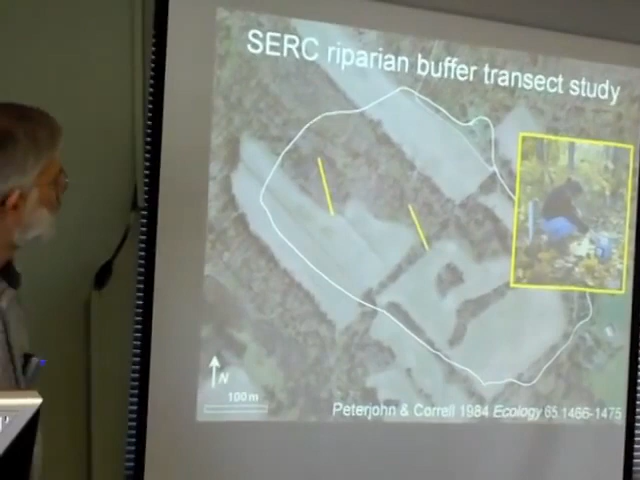 SERC riparian buffer transect study
N
100 m
Peterjohn & Correll 1984 Ecology 65:1466-1475